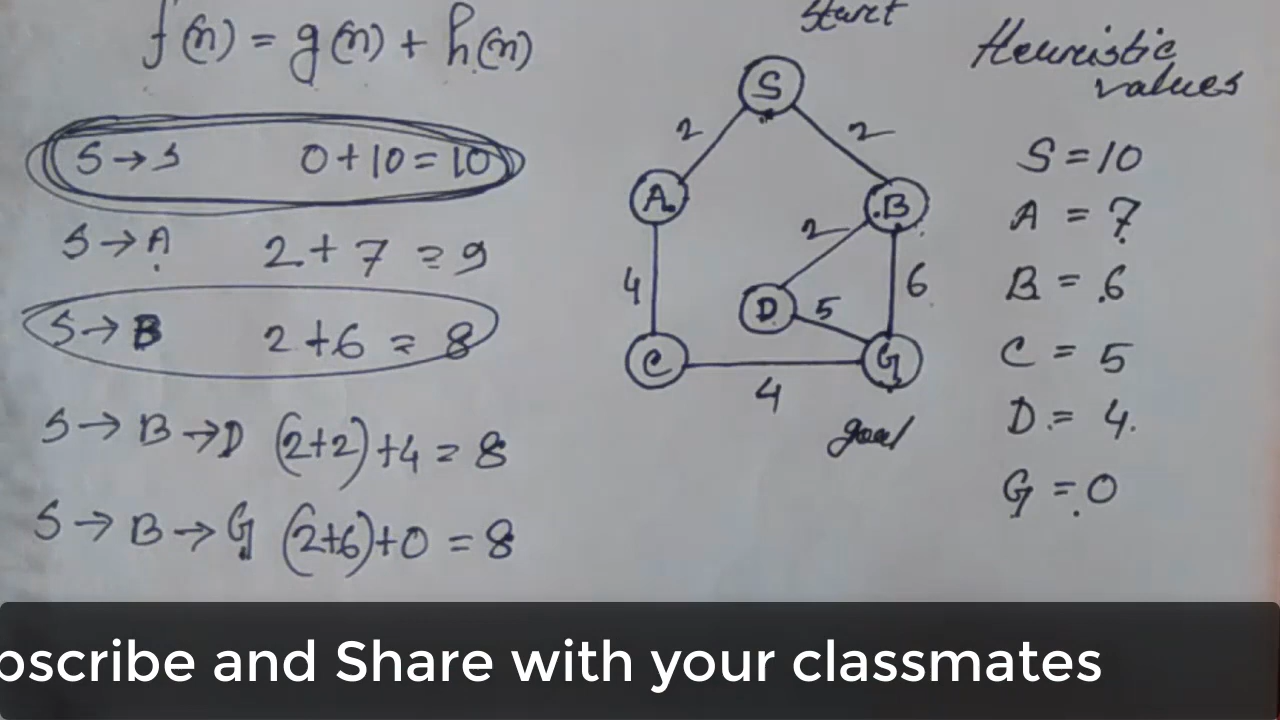 f(n) = g(n) + h(n)
S → S 0 + 10 = 10
S → A 2 + 7 = 9
S → B 2 + 6 = 8
S → B → D (2+2) + 4 = 8
S → B → G (2+6) + 0 = 8
Start
S
2 2
A B
2
4 D 5 6
C G
4
goal
Heuristic
values
S = 10
A = 7
B = 6
C = 5
D = 4
G = 0
bscribe and Share with your classmates